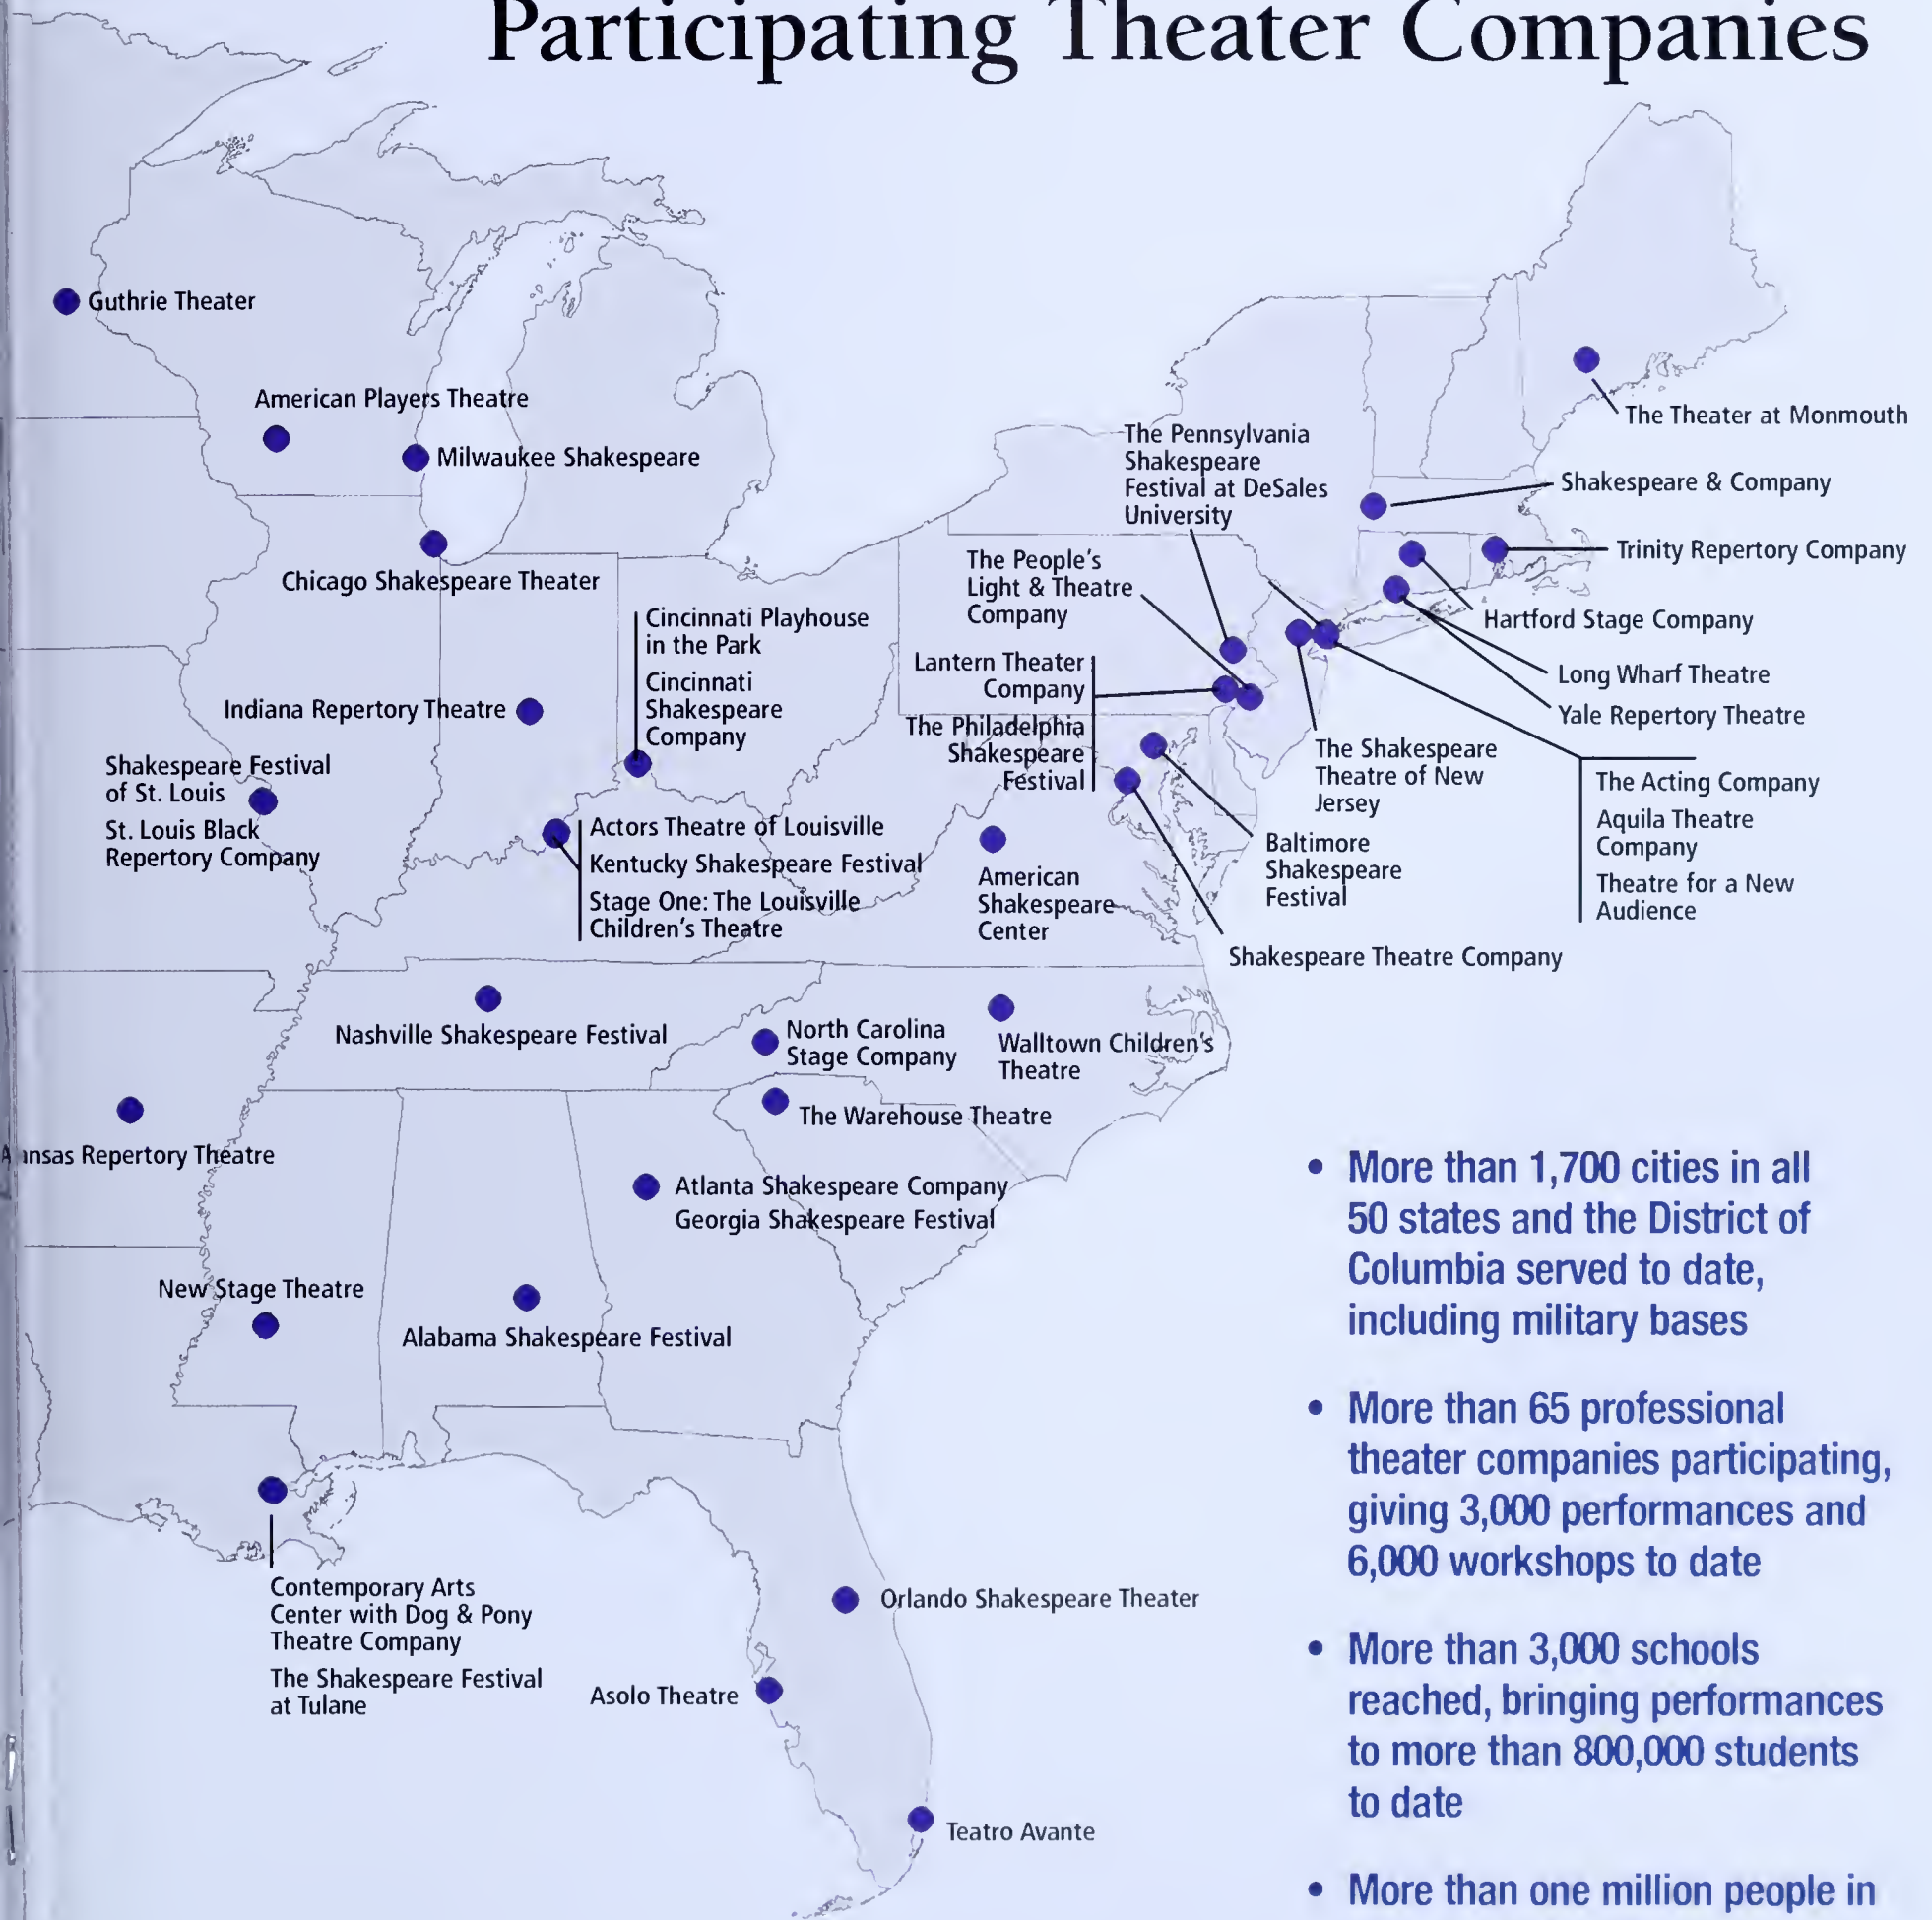 Participating Theater Companies
Guthrie Theater
American Players Theatre
Milwaukee Shakespeare
Chicago Shakespeare Theater
Cincinnati Playhouse
in the Park
Cincinnati
Shakespeare
Company
Indiana Repertory Theatre
Shakespeare Festival
of St. Louis
St. Louis Black
Repertory Company
Actors Theatre of Louisville
Kentucky Shakespeare Festival
Stage One: The Louisville
Children's Theatre
The Pennsylvania
Shakespeare
Festival at DeSales
University
The People's
Light & Theatre
Company
Lantern Theater
Company
The Philadelphia
Shakespeare
Festival
The Theater at Monmouth
Shakespeare & Company
Trinity Repertory Company
Hartford Stage Company
Long Wharf Theatre
Yale Repertory Theatre
The Shakespeare
Theatre of New
Jersey
The Acting Company
Aquila Theatre
Company
Theatre for a New
Audience
Baltimore
Shakespeare
Festival
American
Shakespeare
Center
Shakespeare Theatre Company
Nashville Shakespeare Festival
North Carolina
Stage Company
Walltown Children's
Theatre
The Warehouse Theatre
Repertory Theatre
Atlanta Shakespeare Company
Georgia Shakespeare Festival
New Stage Theatre
Alabama Shakespeare Festival
Contemporary Arts
Center with Dog & Pony
Theatre Company
The Shakespeare Festival
at Tulane
Orlando Shakespeare Theater
Asolo Theatre
Teatro Avante
• More than 1,700 cities in all
50 states and the District of
Columbia served to date,
including military bases
• More than 65 professional
theater companies participating,
giving 3,000 performances and
6,000 workshops to date
• More than 3,000 schools
reached, bringing performances
to more than 800,000 students
to date
• More than one million people in